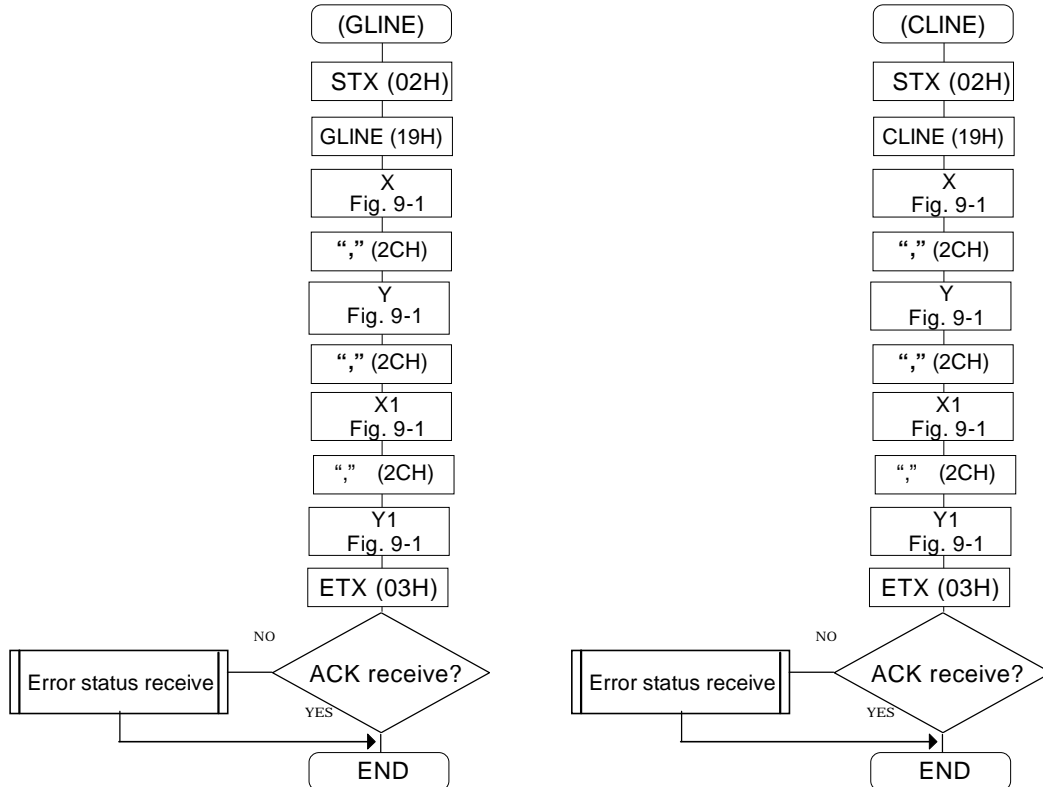 (GLINE)
STX (02H)
GLINE (19H)
X
Fig. 9-1
“,” (2CH)
Y
Fig. 9-1
“,” (2CH)
X1
Fig. 9-1
“,” (2CH)
Y1
Fig. 9-1
ETX (03H)
NO
ACK receive?
Error status receive
YES
END
(CLINE)
STX (02H)
CLINE (19H)
X
Fig. 9-1
“,” (2CH)
Y
Fig. 9-1
“,” (2CH)
X1
Fig. 9-1
“,” (2CH)
Y1
Fig. 9-1
ETX (03H)
NO
ACK receive?
Error status receive
YES
END